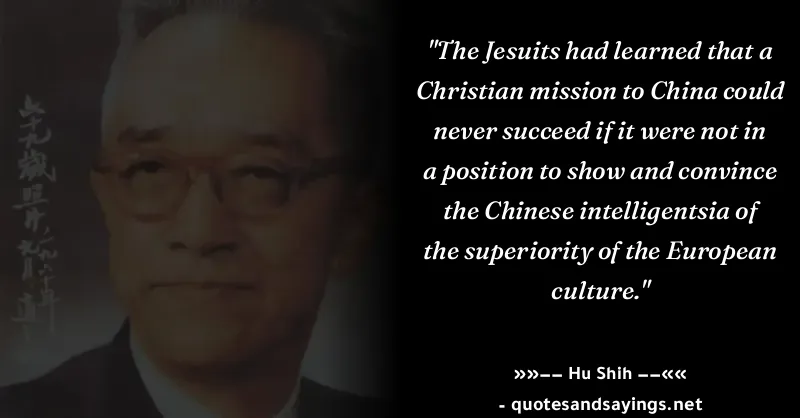 "The Jesuits had learned that a
Christian mission to China could
never succeed if it were not in
a position to show and convince
the Chinese intelligentsia of
the superiority of the European
culture."
»»−− Hu Shih −−««
- quotesandsayings.net